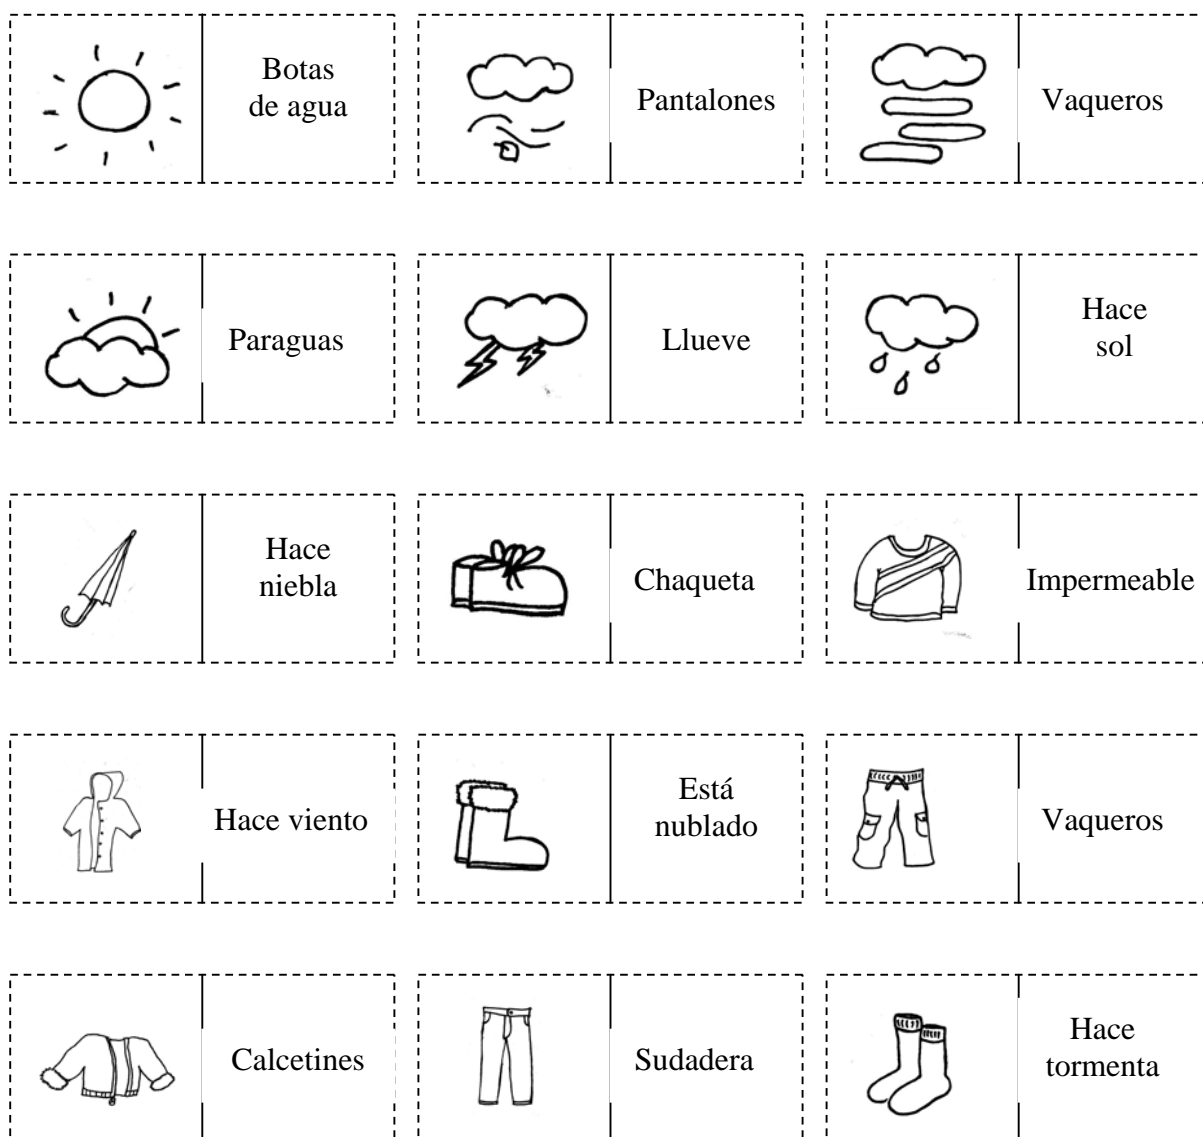 Botas
de agua
Pantalones
Vaqueros
Paraguas
Llueve
Hace
sol
Hace
niebla
Chaqueta
Impermeable
Hace viento
Está
nublado
Vaqueros
Calcetines
Sudadera
Hace
tormenta